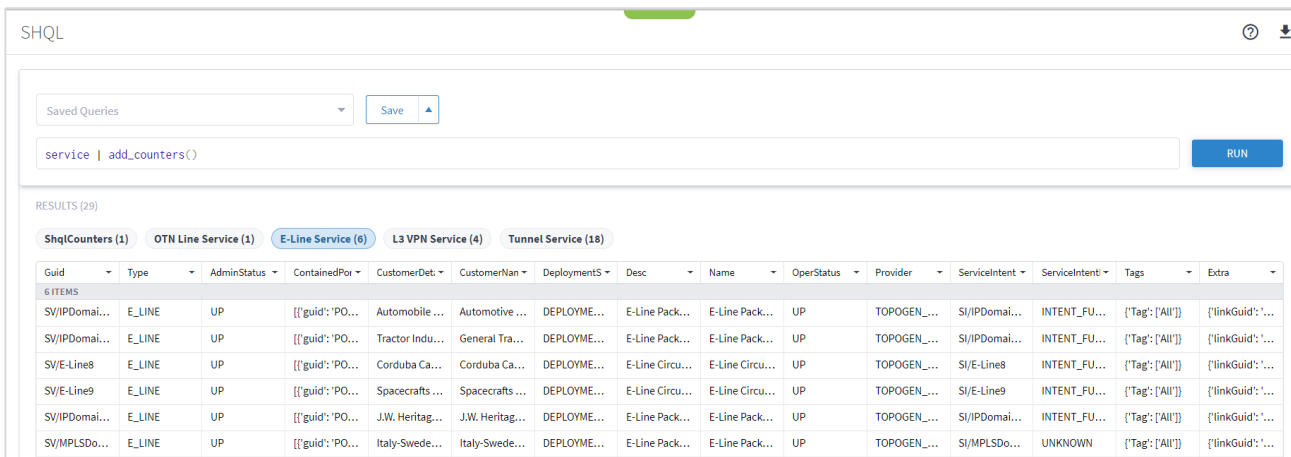 SHQL
Saved Queries
Save
service | add_counters()
RUN
RESULTS (29)
ShqlCounters (1) OTN Line Service (1) E-Line Service (6) L3 VPN Service (4) Tunnel Service (18)
Guid Type AdminStatus ContainedPor CustomerDeta CustomerNan DeploymentS Desc Name OperStatus Provider ServiceIntent ServiceIntentI Tags Extra
6 ITEMS
SV/IPDomai... E_LINE UP [{'guid': 'PO... Automobile ... Automotive ... DEPLOYME... E-Line Pack... E-Line Pack... UP TOPOGEN_... SI/IPDomai... INTENT_FU... {'Tag': ['All']} {'linkGuid': '...
SV/IPDomai... E_LINE UP [{'guid': 'PO... Tractor Indu... General Tra... DEPLOYME... E-Line Pack... E-Line Pack... UP TOPOGEN_... SI/IPDomai... INTENT_FU... {'Tag': ['All']} {'linkGuid': '...
SV/E-Line8 E_LINE UP [{'guid': 'PO... Corduba Ca... Corduba Ca... DEPLOYME... E-Line Circu... E-Line Circu... UP TOPOGEN_... SI/E-Line8 INTENT_FU... {'Tag': ['All']} {'linkGuid': '...
SV/E-Line9 E_LINE UP [{'guid': 'PO... Spacecrafts ... Spacecrafts ... DEPLOYME... E-Line Circu... E-Line Circu... UP TOPOGEN_... SI/E-Line9 INTENT_FU... {'Tag': ['All']} {'linkGuid': '...
SV/IPDomai... E_LINE UP [{'guid': 'PO... J.W. Heritag... J.W. Heritag... DEPLOYME... E-Line Pack... E-Line Pack... UP TOPOGEN_... SI/IPDomai... INTENT_FU... {'Tag': ['All']} {'linkGuid': '...
SV/MPLSDo... E_LINE UP [{'guid': 'PO... Italy-Swede... Italy-Swede... DEPLOYME... E-Line Pack... E-Line Pack... UP TOPOGEN_... SI/MPLSDo... UNKNOWN {'Tag': ['All']} {'linkGuid': '...